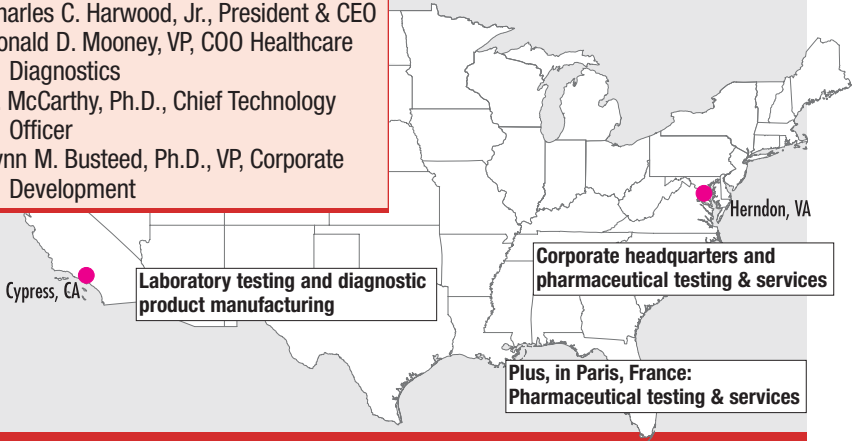 harles C. Harwood, Jr., President & CEO
onald D. Mooney, VP, COO Healthcare
Diagnostics
. McCarthy, Ph.D., Chief Technology
Officer
ynn M. Busteed, Ph.D., VP, Corporate
Development
Herndon, VA
Corporate headquarters and
pharmaceutical testing & services
Cypress, CA
Laboratory testing and diagnostic
product manufacturing
Plus, in Paris, France:
Pharmaceutical testing & services